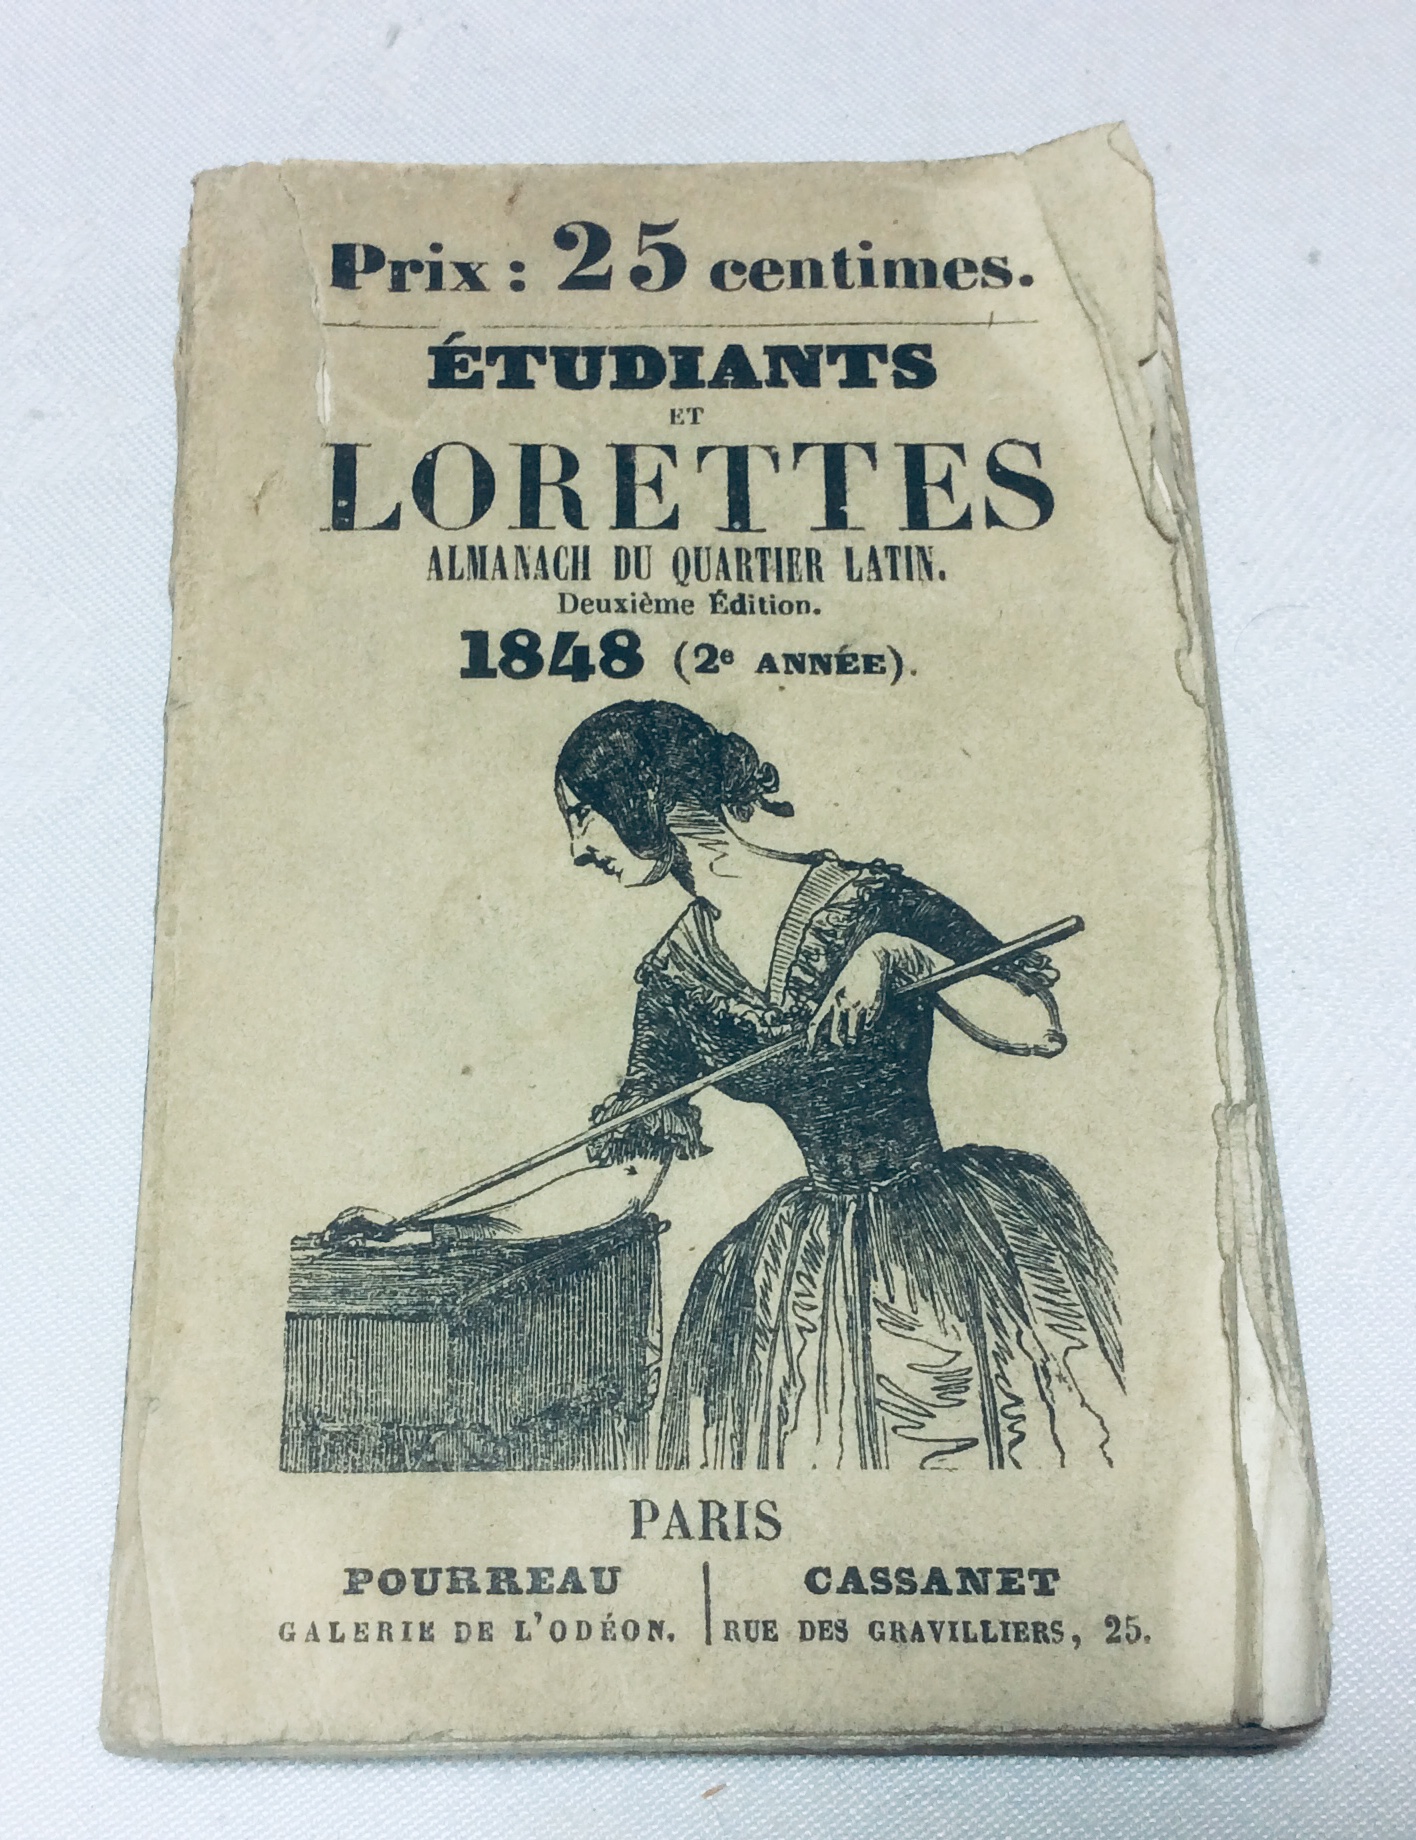 Prix : 25 centimes.
ÉTUDIANTS
ET
LORETTES
ALMANACH DU QUARTIER LATIN.
Deuxième Édition.
1848 (2e ANNÉE).
PARIS
POURREAU
GALERIE DE L'ODÉON.
CASSANET
RUE DES GRAVILLIERS, 25.